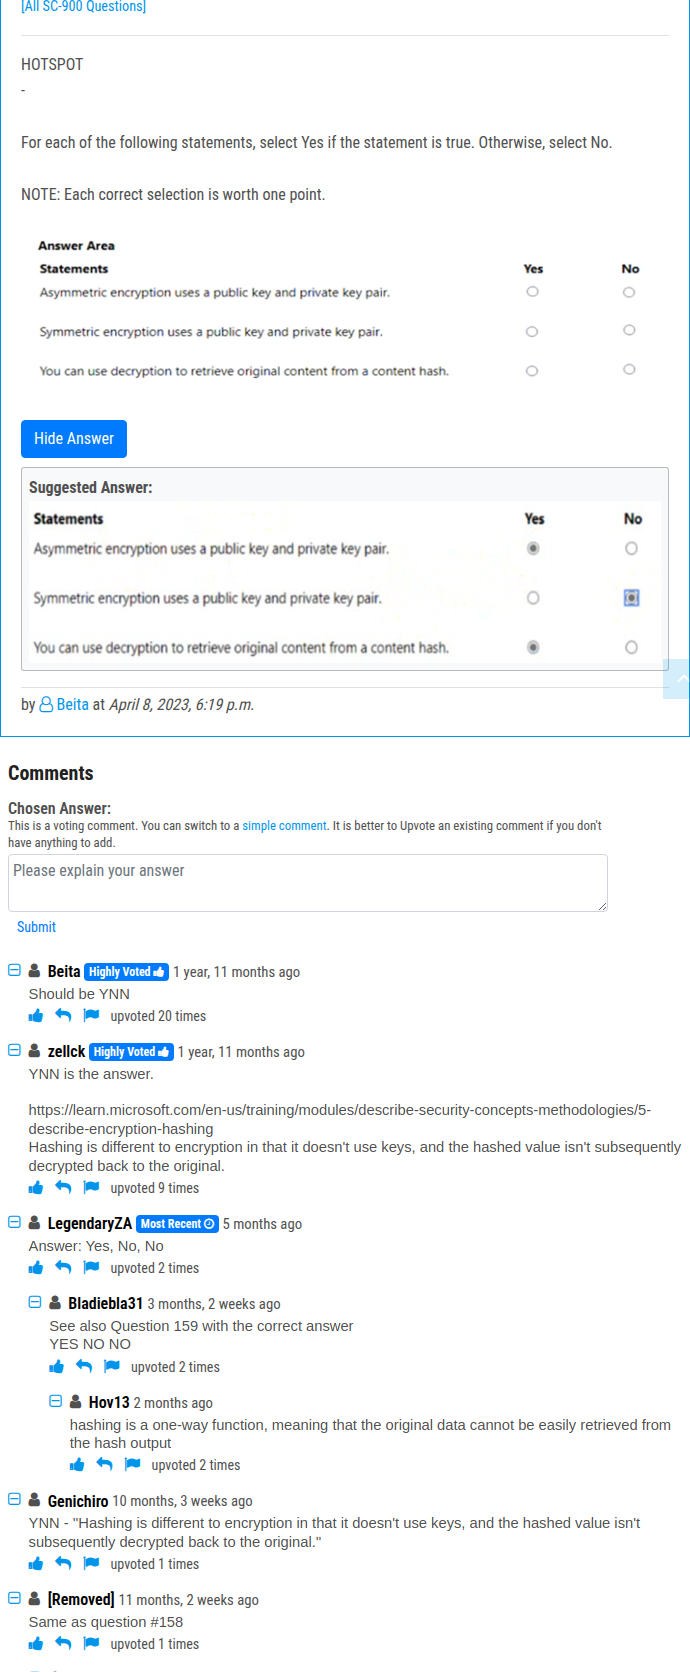 [All SC-900 Questions]
HOTSPOT
-
For each of the following statements, select Yes if the statement is true. Otherwise, select No.
NOTE: Each correct selection is worth one point.
Answer Area
Statements Yes No
Asymmetric encryption uses a public key and private key pair.
Symmetric encryption uses a public key and private key pair.
You can use decryption to retrieve original content from a content hash.
Hide Answer
Suggested Answer:
Statements Yes No
Asymmetric encryption uses a public key and private key pair.
Symmetric encryption uses a public key and private key pair.
You can use decryption to retrieve original content from a content hash.
by Beita at April 8, 2023, 6:19 p.m.
Comments
Chosen Answer:
This is a voting comment. You can switch to a simple comment. It is better to Upvote an existing comment if you don't
have anything to add.
Please explain your answer
Submit
Beita Highly Voted 1 year, 11 months ago
Should be YNN
upvoted 20 times
zellck Highly Voted 1 year, 11 months ago
YNN is the answer.
https://learn.microsoft.com/en-us/training/modules/describe-security-concepts-methodologies/5-
describe-encryption-hashing
Hashing is different to encryption in that it doesn't use keys, and the hashed value isn't subsequently
decrypted back to the original.
upvoted 9 times
LegendaryZA Most Recent 5 months ago
Answer: Yes, No, No
upvoted 2 times
Bladiebla31 3 months, 2 weeks ago
See also Question 159 with the correct answer
YES NO NO
upvoted 2 times
Hov13 2 months ago
hashing is a one-way function, meaning that the original data cannot be easily retrieved from
the hash output
upvoted 2 times
Genichiro 10 months, 3 weeks ago
YNN - "Hashing is different to encryption in that it doesn't use keys, and the hashed value isn't
subsequently decrypted back to the original."
upvoted 1 times
[Removed] 11 months, 2 weeks ago
Same as question #158
upvoted 1 times